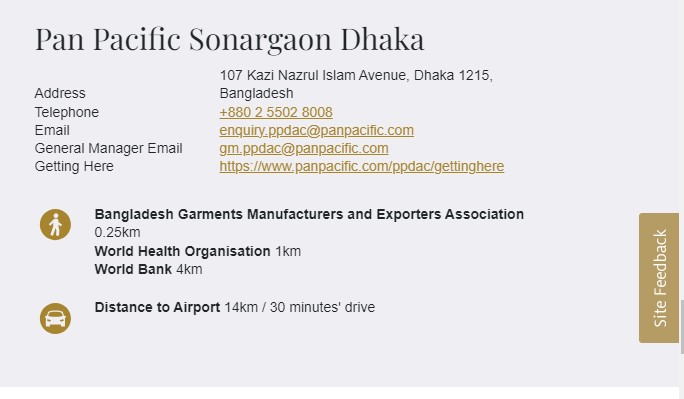 Pan Pacific Sonargaon Dhaka
Address 107 Kazi Nazrul Islam Avenue, Dhaka 1215,
Bangladesh
Telephone +880 2 5502 8008
Email enquiry.ppdac@panpacific.com
General Manager Email gm.ppdac@panpacific.com
Getting Here https://www.panpacific.com/ppdac/gettinghere
Bangladesh Garments Manufacturers and Exporters Association
0.25km
World Health Organisation 1km
World Bank 4km
Distance to Airport 14km / 30 minutes' drive
Site Feedback